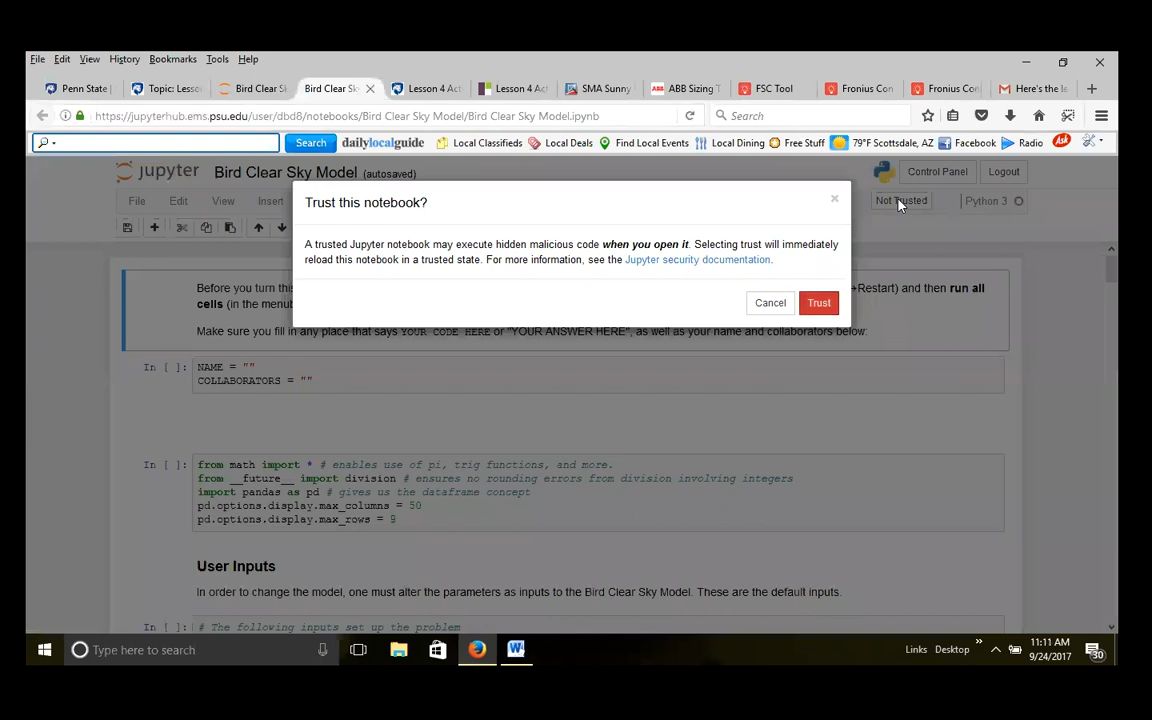 File Edit View History Bookmarks Tools Help
Penn State Topic: Lesso Bird Clear Sk Bird Clear Sk Lesson 4 Act Lesson 4 Ac SMA Sunny ABB Sizing T FSC Tool Fronius Con Fronius Con Here's the le
https://jupyterhub.ems.psu.edu/user/dbd8/notebooks/Bird Clear Sky Model/Bird Clear Sky Model.ipynb Search
Search dailylocalguide Local Classifieds Local Deals Find Local Events Local Dining Free Stuff 79°F Scottsdale, AZ Facebook Ask Radio
jupyter Bird Clear Sky Model (autosaved) Control Panel Logout
File Edit View Insert Not Trusted Python 3
Trust this notebook?
A trusted Jupyter notebook may execute hidden malicious code when you open it. Selecting trust will immediately
reload this notebook in a trusted state. For more information, see the Jupyter security documentation.
Cancel Trust
Before you turn this →Restart) and then run all
cells (in the menub
Make sure you fill in any place that says YOUR CODE HERE or "YOUR ANSWER HERE", as well as your name and collaborators below:
In [ ]: NAME = ""
COLLABORATORS = ""
In [ ]: from math import * # enables use of pi, trig functions, and more.
from __future__ import division # ensures no rounding errors from division involving integers
import pandas as pd # gives us the dataframe concept
pd.options.display.max_columns = 50
pd.options.display.max_rows = 9
User Inputs
In order to change the model, one must alter the parameters as inputs to the Bird Clear Sky Model. These are the default inputs.
In [ ]: # The following inputs set up the problem
Type here to search Links Desktop » 11:11 AM
9/24/2017 30